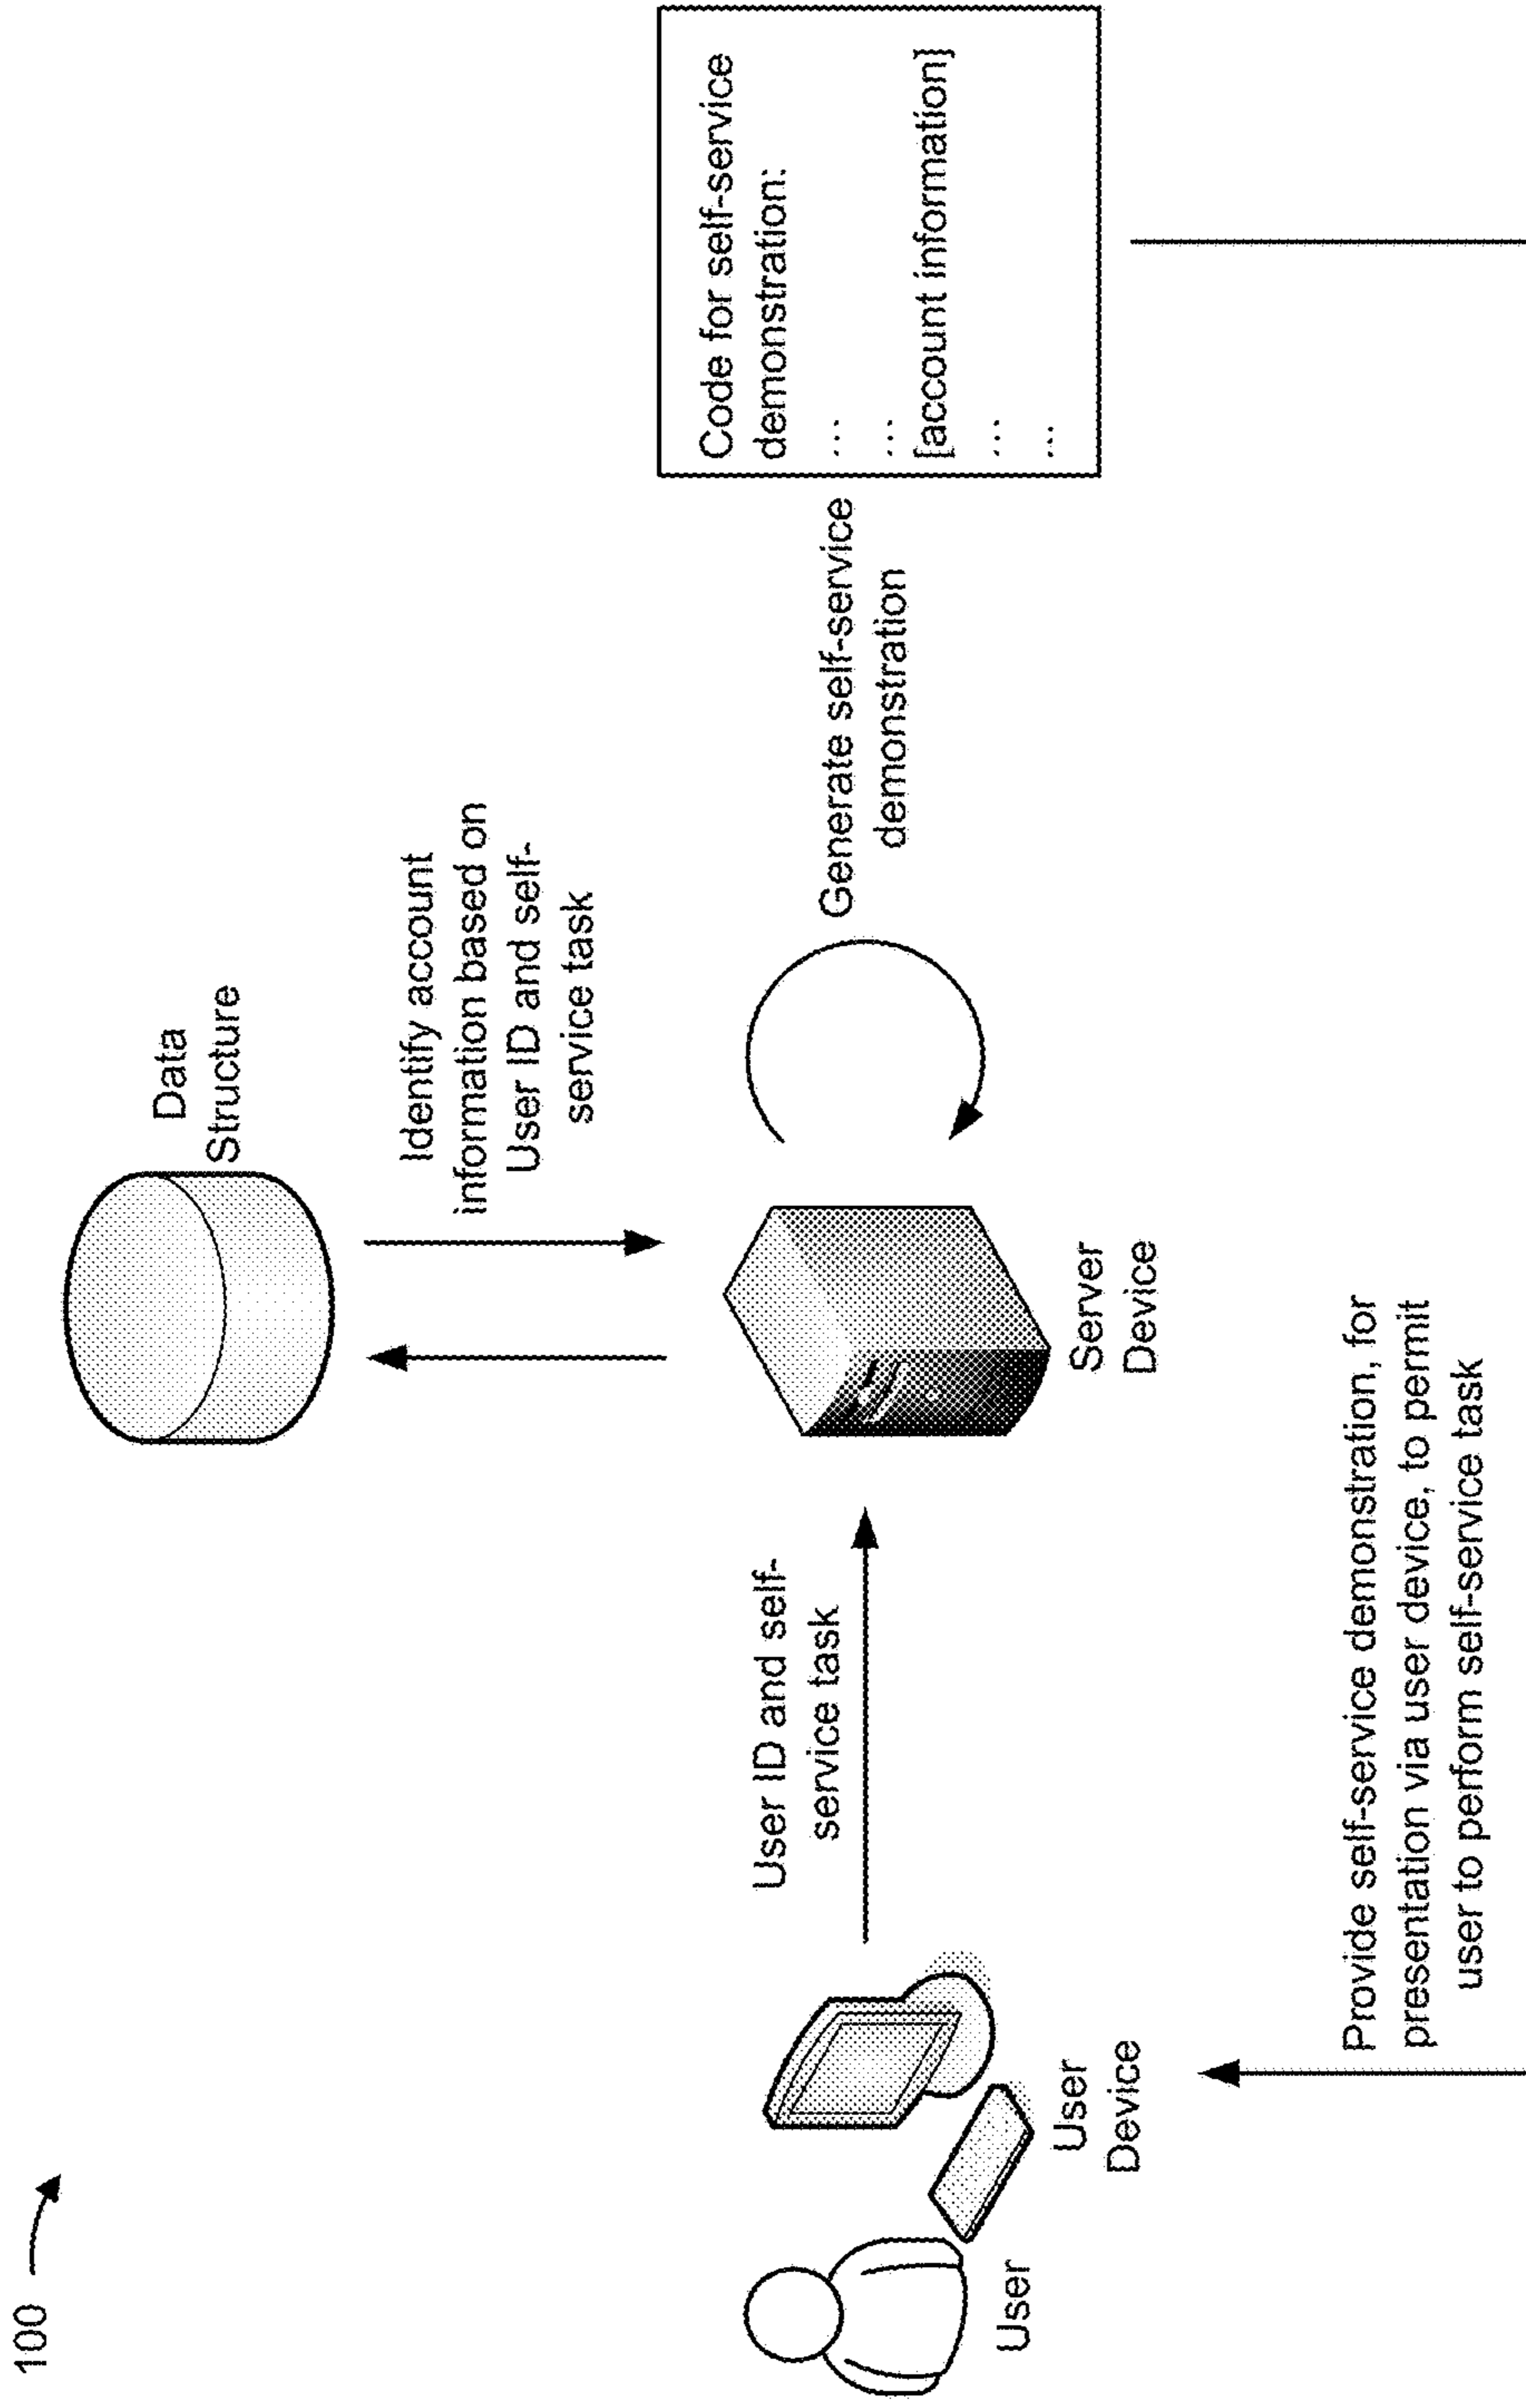 100
Data
Structure
Identify account
information based on
User ID and self-
service task
User ID and self-
service task
Generate self-service
demonstration
Code for self-service
demonstration:
...
...
[account information]
...
...
User
User
Device
Server
Device
Provide self-service demonstration, for
presentation via user device, to permit
user to perform self-service task